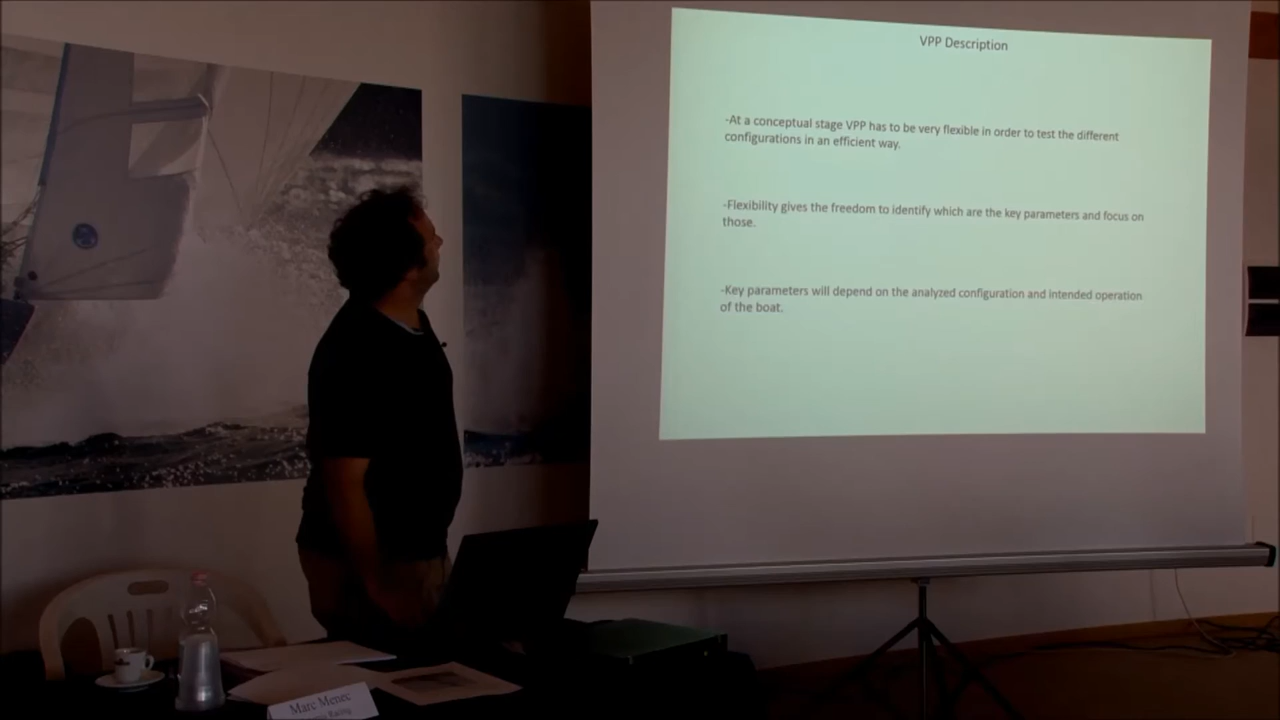 VPP Description
-At a conceptual stage VPP has to be very flexible in order to test the different
configurations in an efficient way.
-Flexibility gives the freedom to identify which are the key parameters and focus on
those.
-Key parameters will depend on the analyzed configuration and intended operation
of the boat.
Marc Menec
Racing